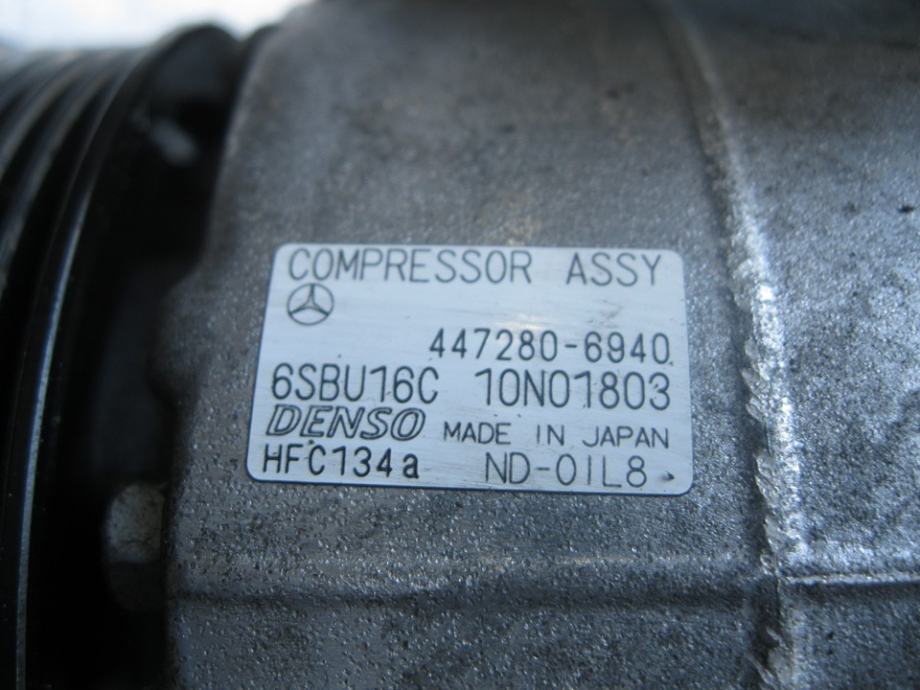 COMPRESSOR ASSY
447280-6940
6SBU16C 10N01803
DENSO MADE IN JAPAN
HFC134a ND-OIL8